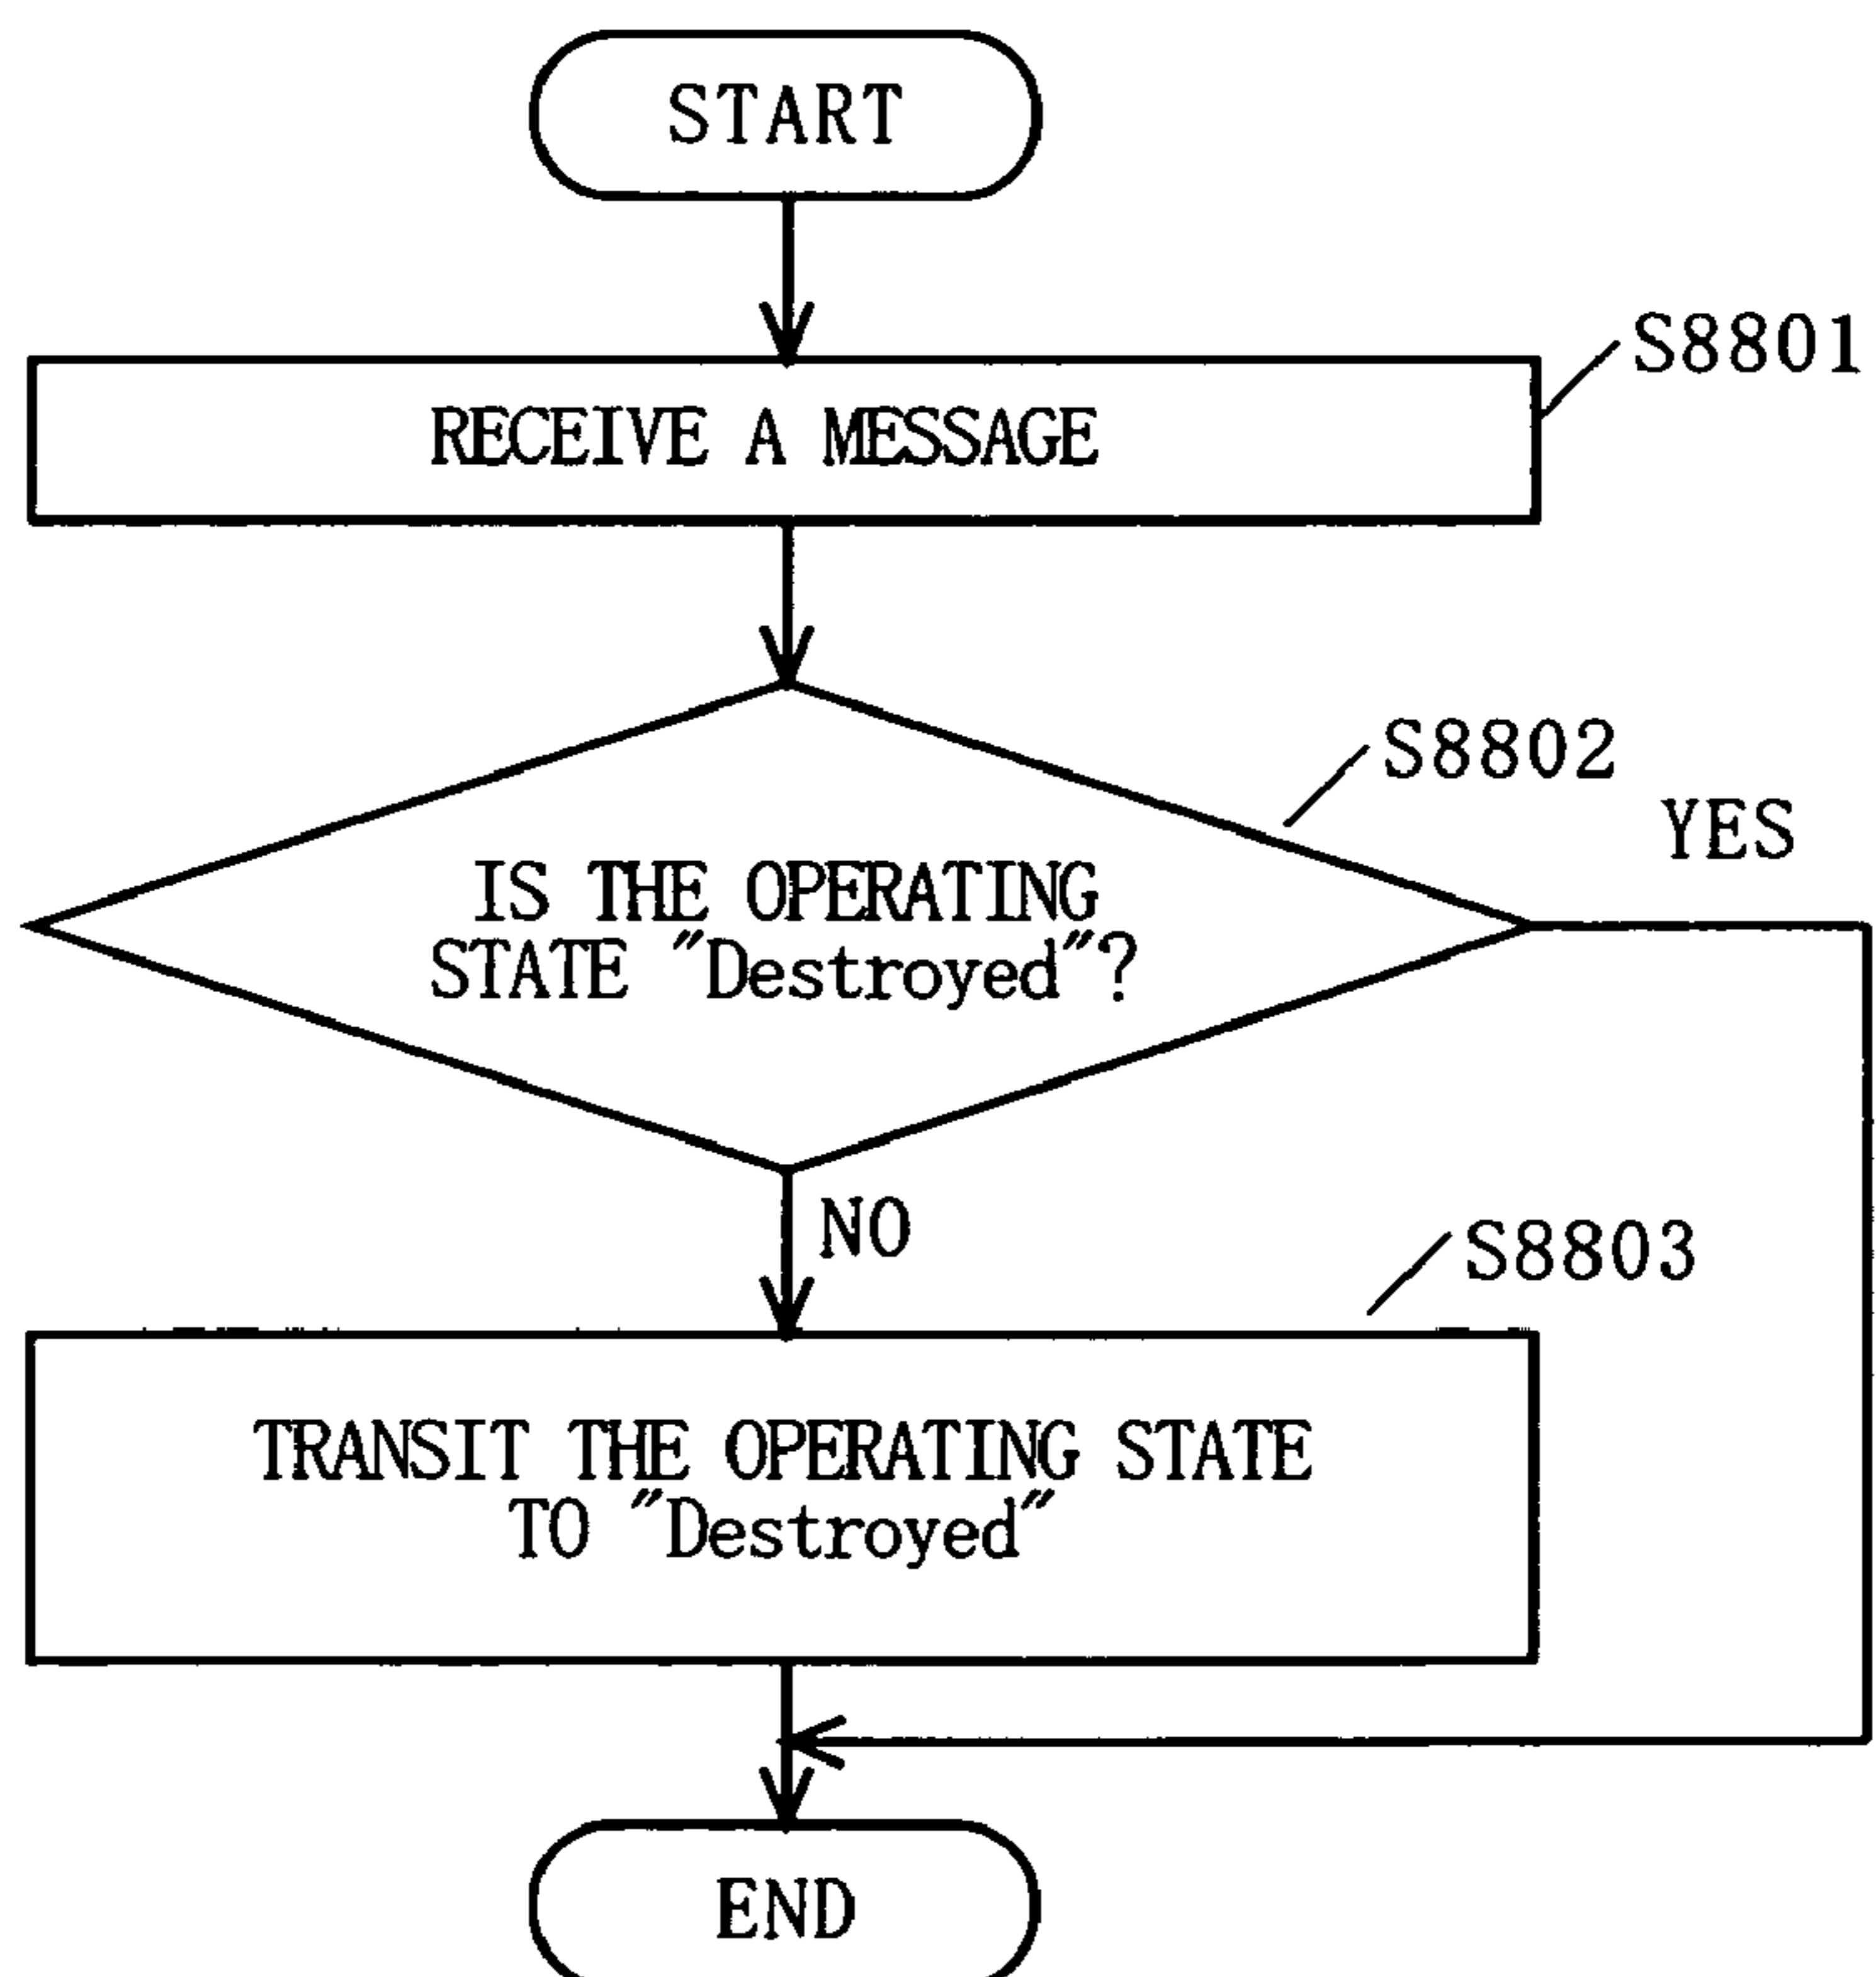 START
S8801
RECEIVE A MESSAGE
S8802
YES
IS THE OPERATING
STATE "Destroyed"?
NO
S8803
TRANSIT THE OPERATING STATE
TO "Destroyed"
END